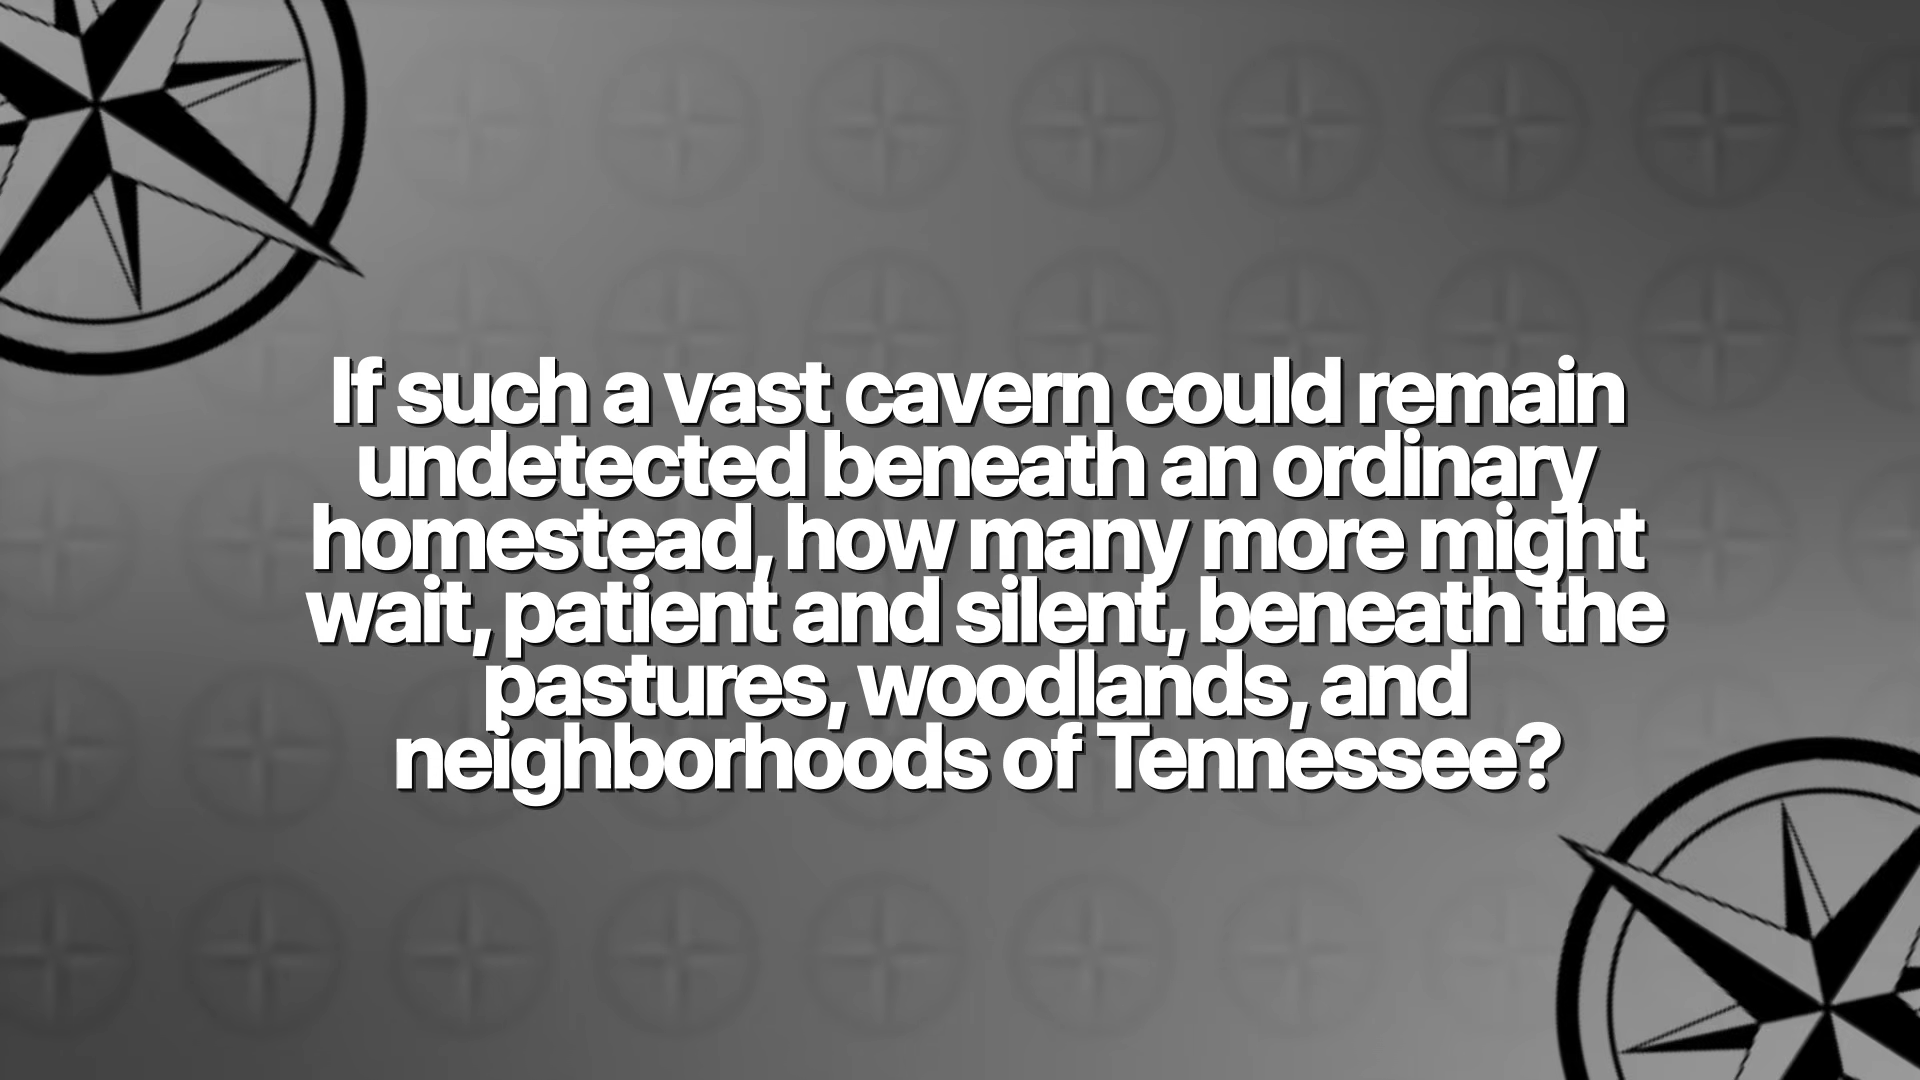 If such a vast cavern could remain
undetected beneath an ordinary
homestead, how many more might
wait, patient and silent, beneath the
pastures, woodlands, and
neighborhoods of Tennessee?